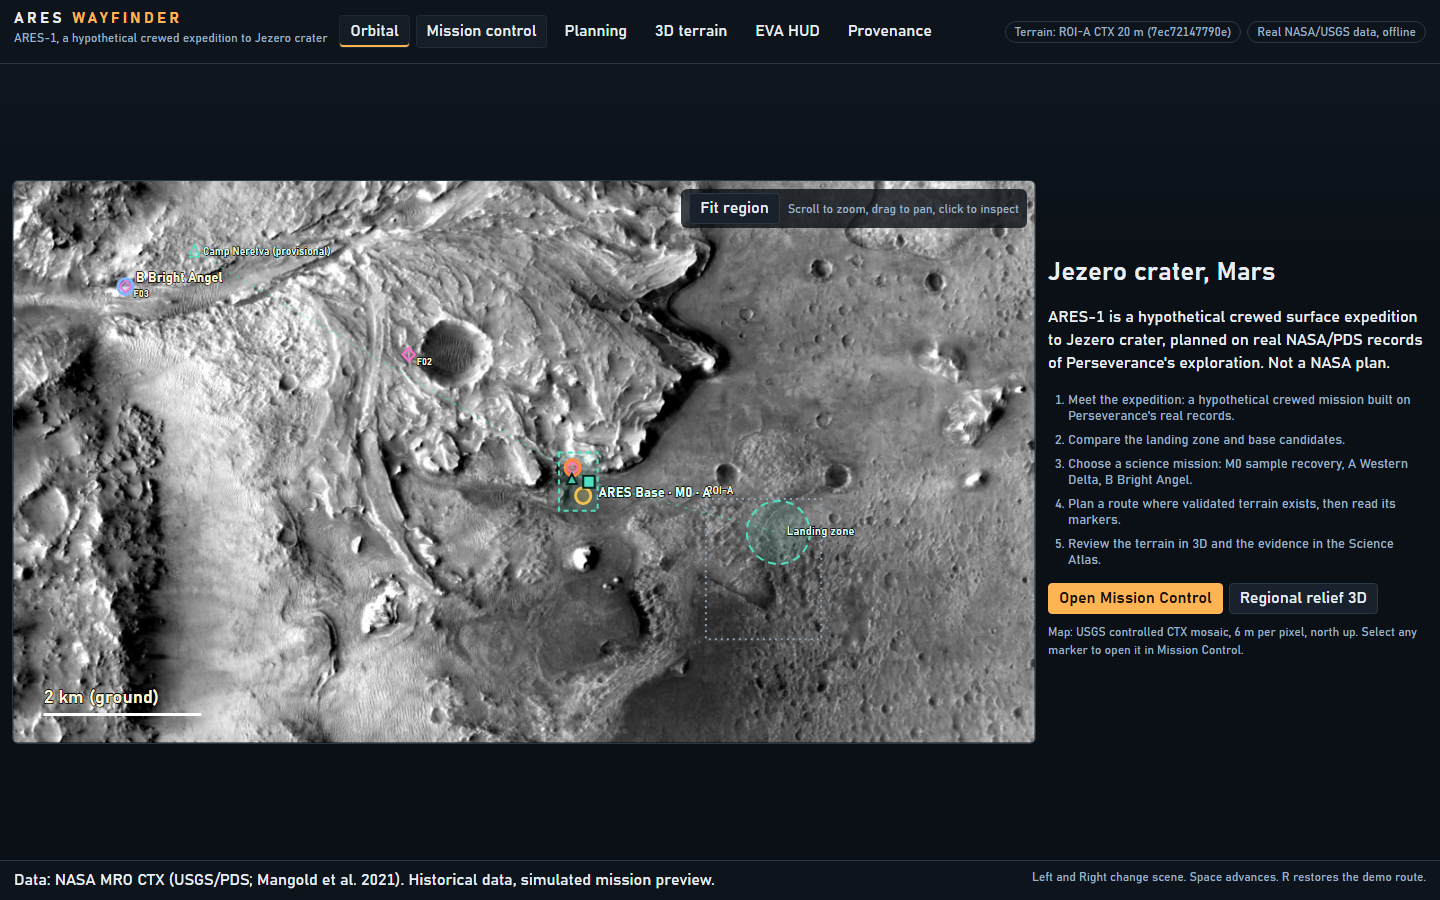 ARES WAYFINDER
ARES-1, a hypothetical crewed expedition to Jezero crater
Orbital
Mission control
Planning
3D terrain
EVA HUD
Provenance
Terrain: ROI-A CTX 20 m (7ec72147790e)
Real NASA/USGS data, offline
Fit region
Scroll to zoom, drag to pan, click to inspect
Camp Neretva (provisional)
B Bright Angel
F03
F02
ARES Base · M0 · A
ROI-A
Landing zone
2 km (ground)
Jezero crater, Mars
ARES-1 is a hypothetical crewed surface expedition
to Jezero crater, planned on real NASA/PDS records
of Perseverance's exploration. Not a NASA plan.
1. Meet the expedition: a hypothetical crewed mission built on
Perseverance's real records.
2. Compare the landing zone and base candidates.
3. Choose a science mission: M0 sample recovery, A Western
Delta, B Bright Angel.
4. Plan a route where validated terrain exists, then read its
markers.
5. Review the terrain in 3D and the evidence in the Science
Atlas.
Open Mission Control
Regional relief 3D
Map: USGS controlled CTX mosaic, 6 m per pixel, north up. Select any
marker to open it in Mission Control.
Data: NASA MRO CTX (USGS/PDS; Mangold et al. 2021). Historical data, simulated mission preview.
Left and Right change scene. Space advances. R restores the demo route.